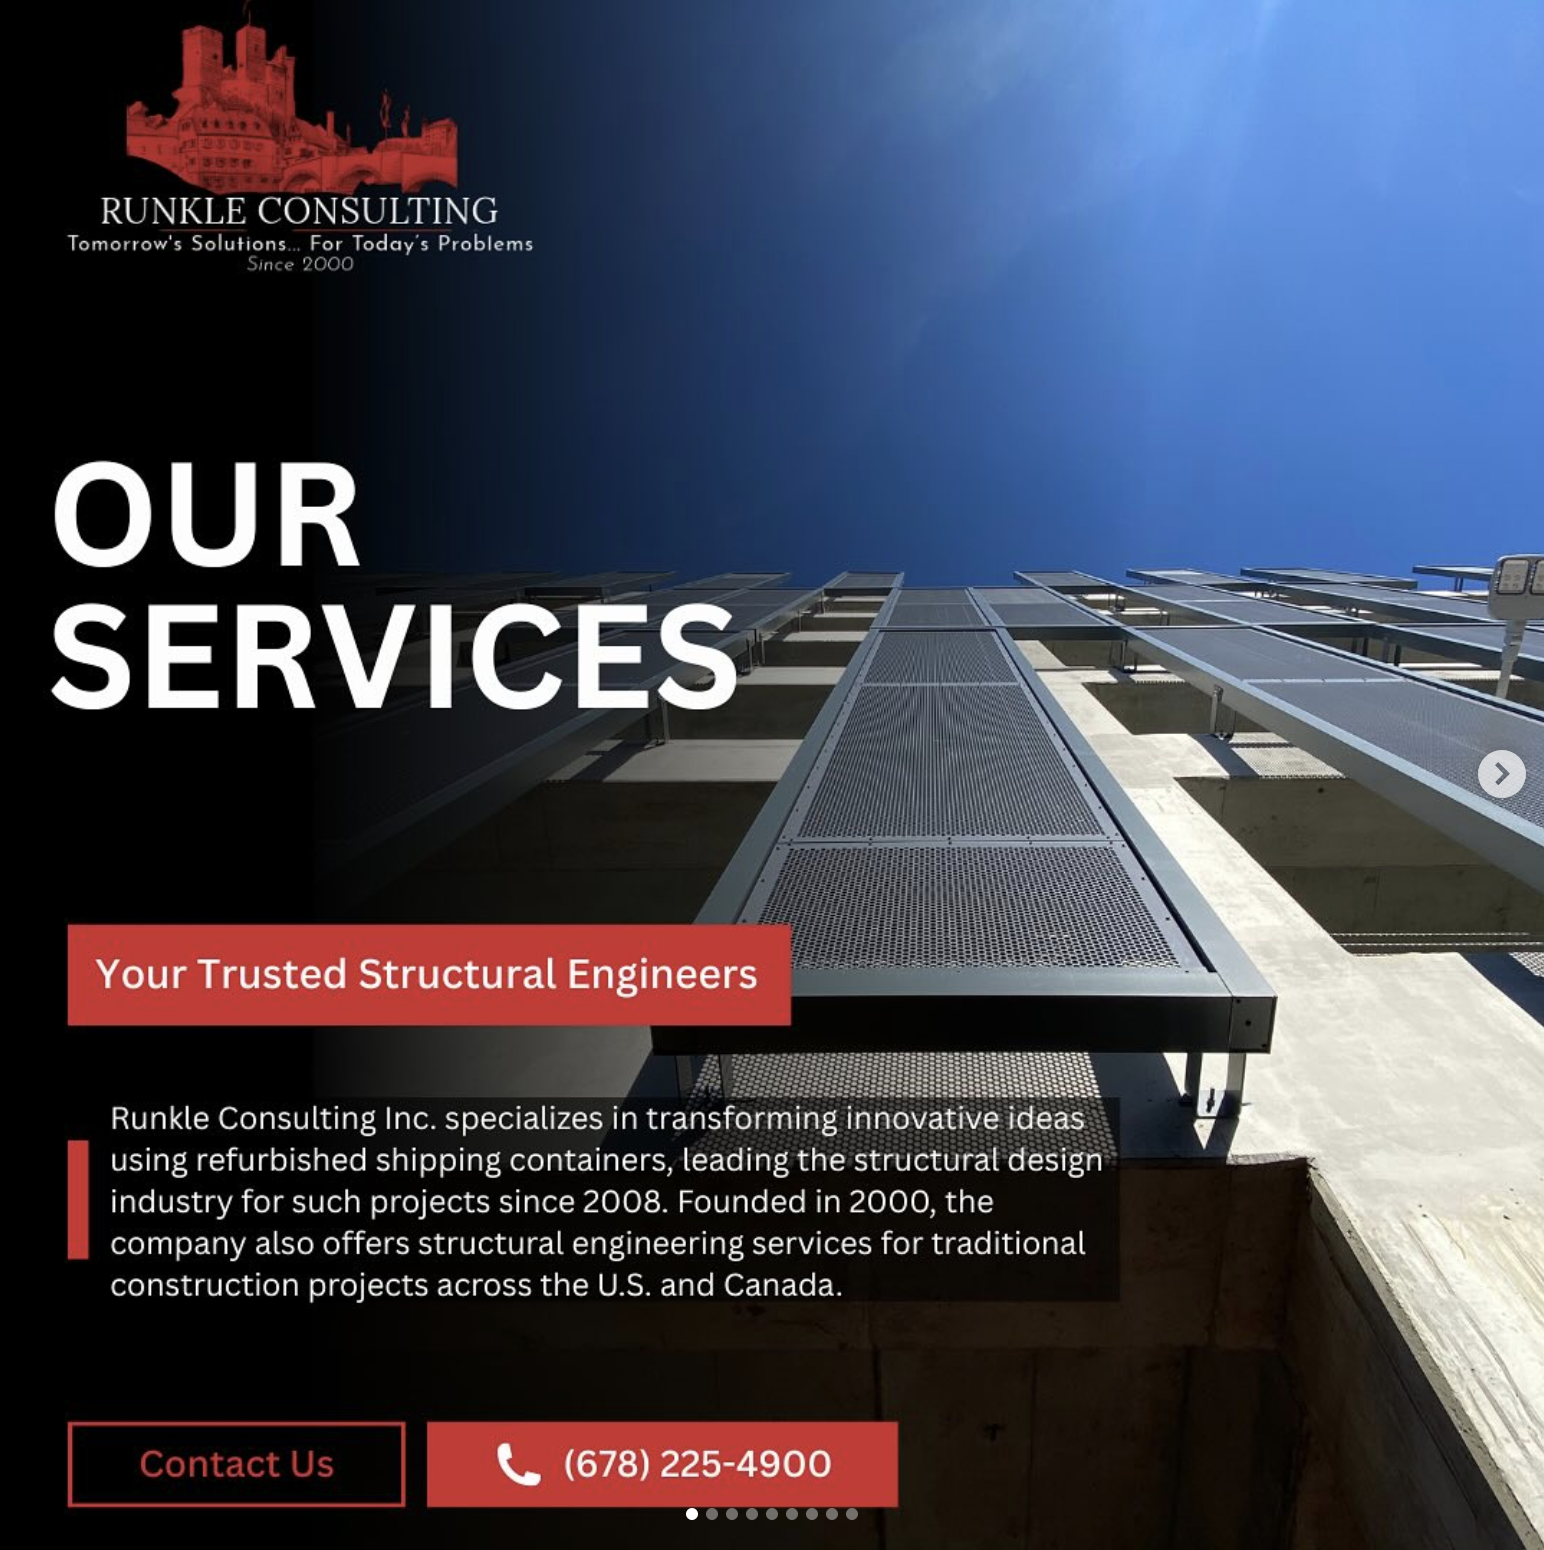 RUNKLE CONSULTING
Tomorrow's Solutions... For Today's Problems
Since 2000
OUR
SERVICES
Your Trusted Structural Engineers
Runkle Consulting Inc. specializes in transforming innovative ideas
using refurbished shipping containers, leading the structural design
industry for such projects since 2008. Founded in 2000, the
company also offers structural engineering services for traditional
construction projects across the U.S. and Canada.
Contact Us
(678) 225-4900